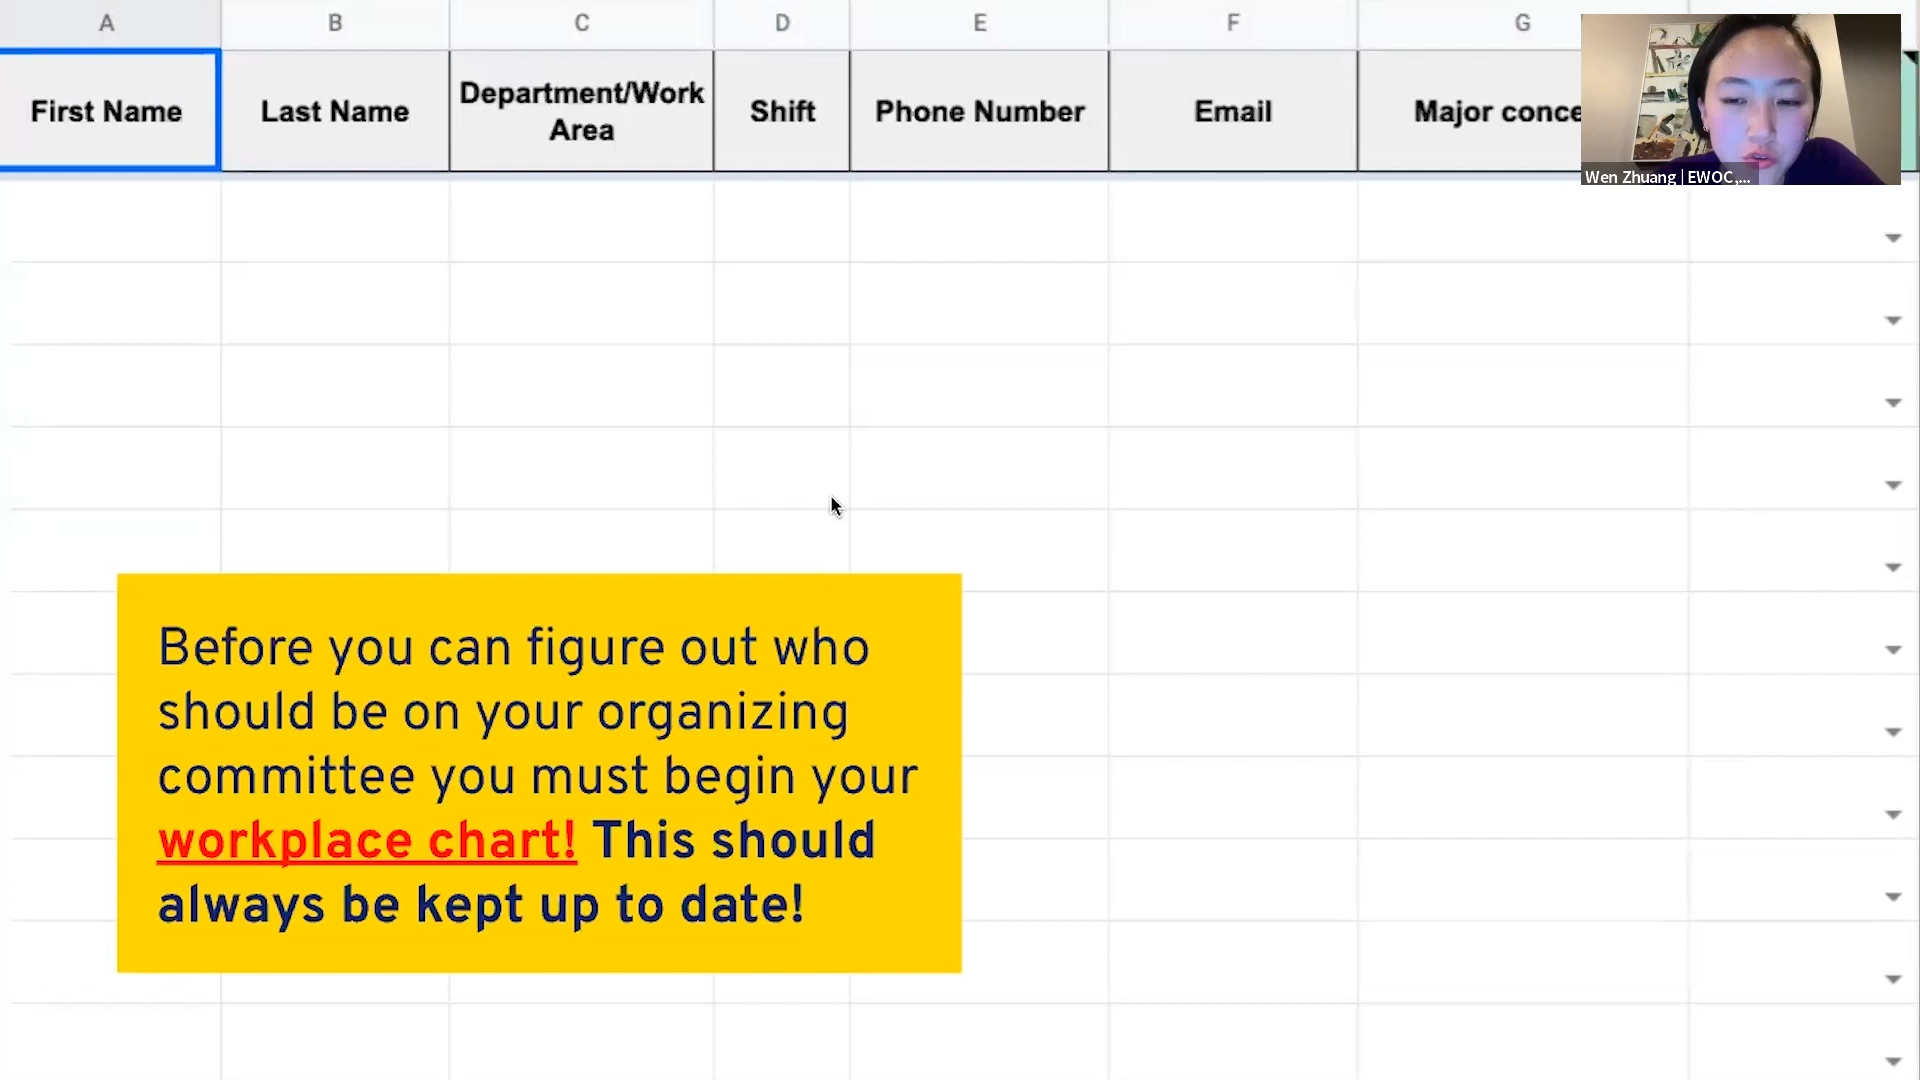 A B C D E F G
First Name
Last Name
Department/Work
Area
Shift
Phone Number
Email
Major conce
Wen Zhuang | EWOC,...
Before you can figure out who
should be on your organizing
committee you must begin your
workplace chart! This should
always be kept up to date!